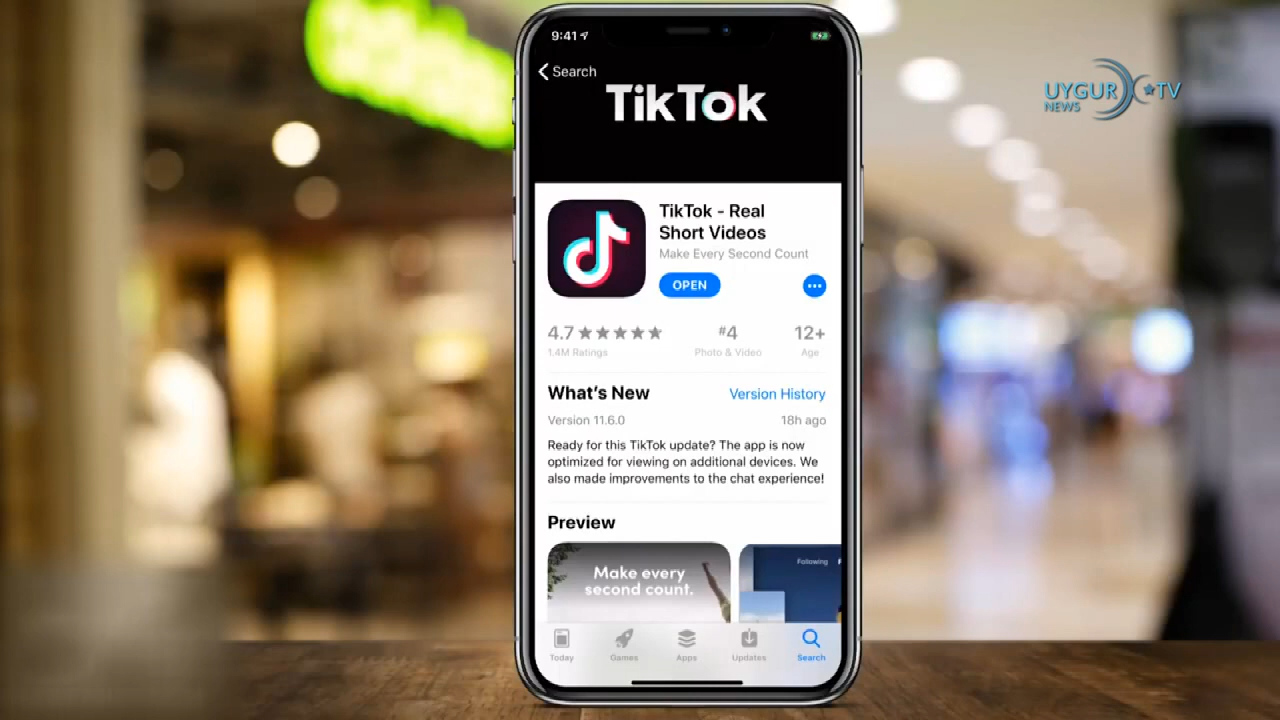 9:41
Search
TikTok
UYGUR TV
NEWS
TikTok - Real
Short Videos
Make Every Second Count
OPEN
4.7
#4
12+
1.4M Ratings
Photo & Video
Age
What's New
Version History
Version 11.6.0
18h ago
Ready for this TikTok update? The app is now
optimized for viewing on additional devices. We
also made improvements to the chat experience!
Preview
Make every
second count.
Following
Today
Games
Apps
Updates
Search